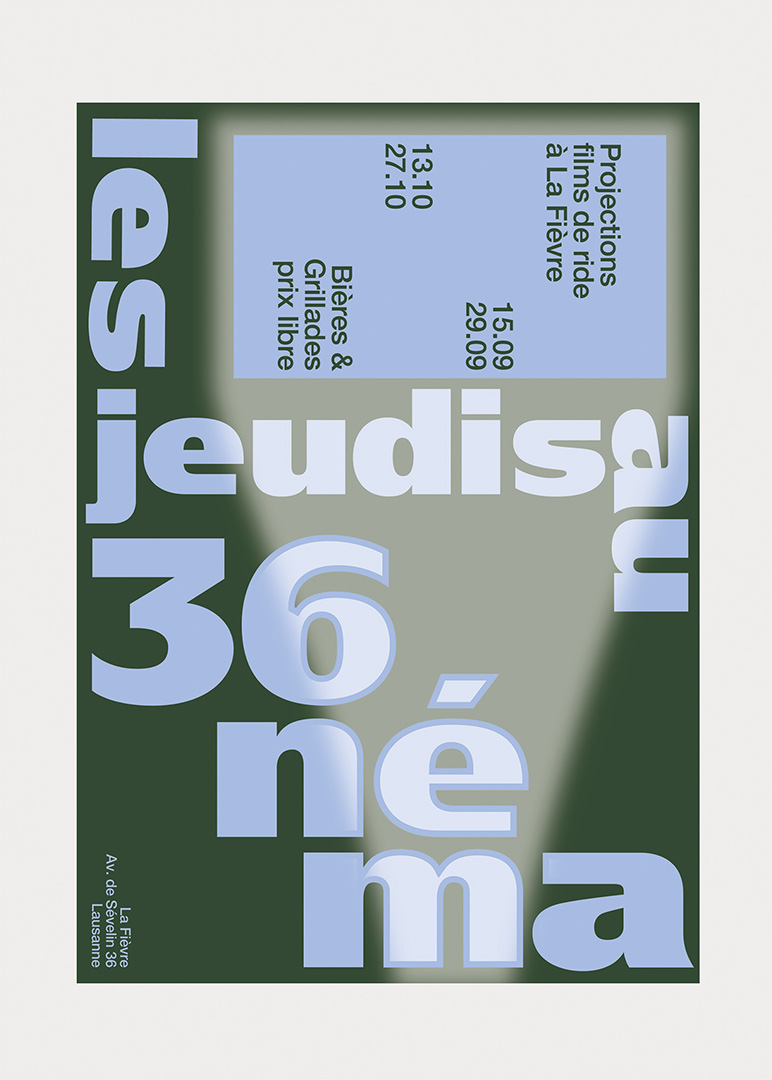 les
jeudis
au
36
né
ma
Projections
films de ride
à La Fièvre
15.09
29.09
13.10
27.10
Bières &
Grillades
prix libre
La Fièvre
Av. de Sévelin 36
Lausanne